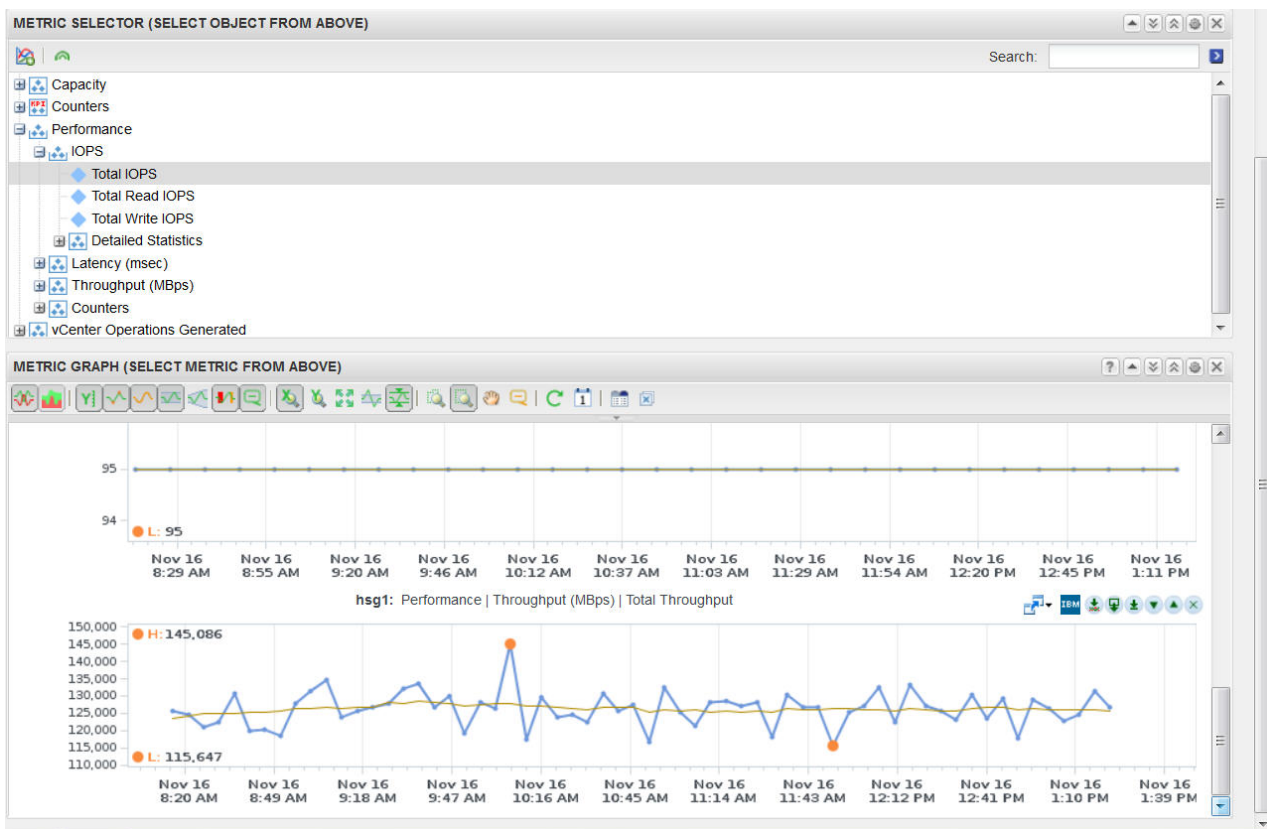 METRIC SELECTOR (SELECT OBJECT FROM ABOVE)
Search:
Capacity
KPI Counters
Performance
IOPS
Total IOPS
Total Read IOPS
Total Write IOPS
Detailed Statistics
Latency (msec)
Throughput (MBps)
Counters
vCenter Operations Generated
METRIC GRAPH (SELECT METRIC FROM ABOVE)
?
Y
1
95
94
L: 95
Nov 16 Nov 16 Nov 16 Nov 16 Nov 16 Nov 16 Nov 16 Nov 16 Nov 16 Nov 16 Nov 16 Nov 16
8:29 AM 8:55 AM 9:20 AM 9:46 AM 10:12 AM 10:37 AM 11:03 AM 11:29 AM 11:54 AM 12:20 PM 12:45 PM 1:11 PM
hsg1: Performance | Throughput (MBps) | Total Throughput
IBM
150,000
H: 145,086
145,000
140,000
135,000
130,000
125,000
120,000
115,000
L: 115,647
110,000
Nov 16 Nov 16 Nov 16 Nov 16 Nov 16 Nov 16 Nov 16 Nov 16 Nov 16 Nov 16 Nov 16 Nov 16
8:20 AM 8:49 AM 9:18 AM 9:47 AM 10:16 AM 10:45 AM 11:14 AM 11:43 AM 12:12 PM 12:41 PM 1:10 PM 1:39 PM